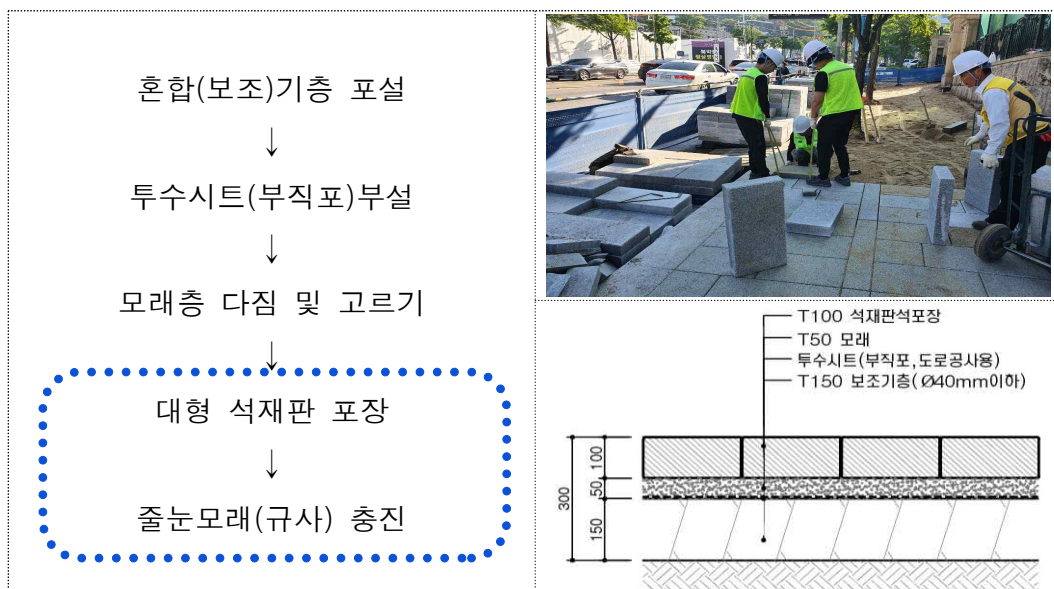 혼합(보조)기층 포설
↓
투수시트(부직포)부설
↓
모래층 다짐 및 고르기
↓
대형 석재판 포장
↓
줄눈모래(규사) 충진
T100 석재판석포장
T50 모래
투수시트(부직포,도로공사용)
T150 보조기층(Ø40mm이하)
300
100
50
150